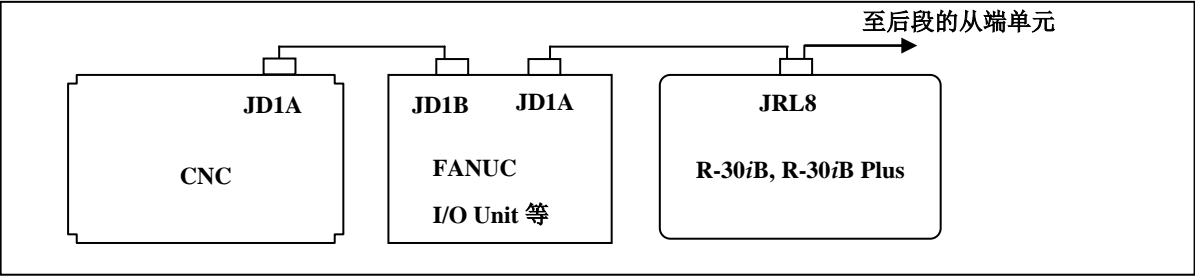 至后段的从端单元
JD1A
JD1B
JD1A
JRL8
CNC
FANUC
I/O Unit 等
R-30iB, R-30iB Plus